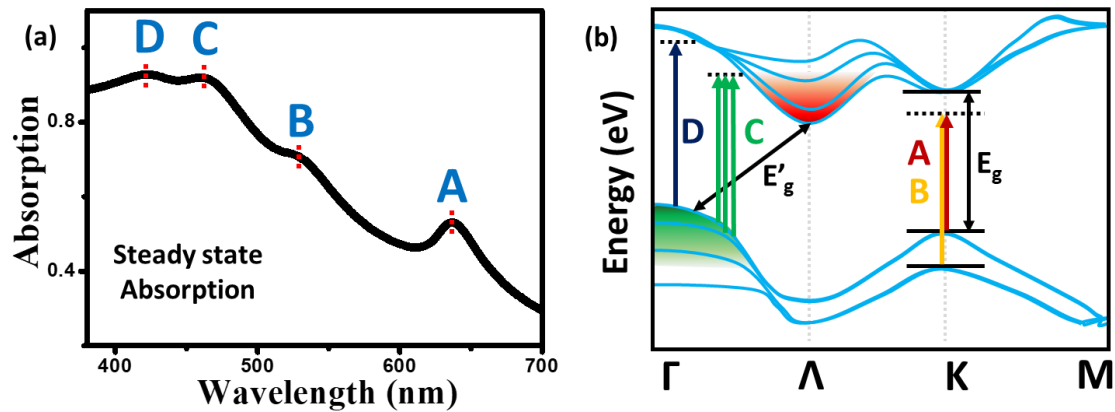 (a)
D
C
B
A
0.8
0.4
Absorption
Steady state
Absorption
400
500
600
700
Wavelength (nm)
(b)
Energy (eV)
D
C
E'g
A
B
Eg
Γ
Λ
K
M